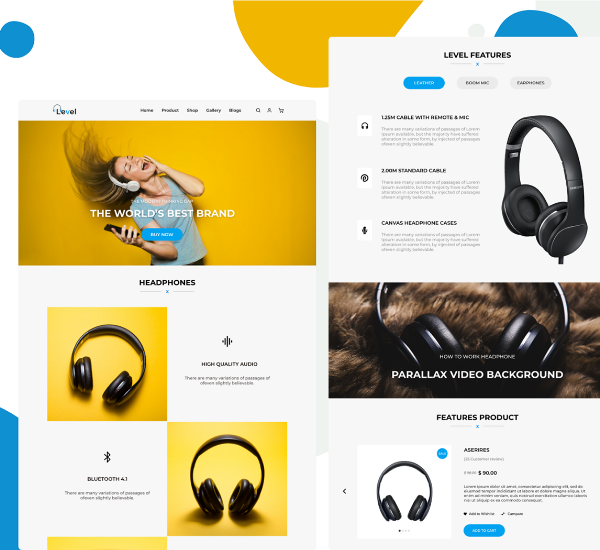 Level
Home Product Shop Gallery Blogs
THE WORLD'S BEST BRAND
BUY NOW
HEADPHONES
HIGH QUALITY AUDIO
There are many variations of passages of
ofeven slightly believable.
BLUETOOTH 4.1
There are many variations of passages of
ofeven slightly believable.
LEVEL FEATURES
LEATHER BOOM MIC EARPHONES
1.25M CABLE WITH REMOTE & MIC
There are many variations of passages of Lorem
Ipsum available, but the majority have suffered
alteration in some form, by injected of passages
ofeven slightly believable.
2.00M STANDARD CABLE
There are many variations of passages of Lorem
Ipsum available, but the majority have suffered
alteration in some form, by injected of passages
ofeven slightly believable.
CANVAS HEADPHONE CASES
There are many variations of passages of Lorem
Ipsum available, but the majority have suffered
alteration in some form, by injected of passages
ofeven slightly believable.
HOW TO WORK HEADPHONE
PARALLAX VIDEO BACKGROUND
FEATURES PRODUCT
ASERIRES
customer review)
$ 90.00
Lorem ipsum dolor sit amet, consectetur adipiscing elit, sed do
eiusmod tempor incididunt ut labore et dolore magna aliqua. Ut
enim ad minim veniam, quis nostrud exercitation ullamco laboris
nisi ut aliquip ex ea commodo consequat.
Add to Wishlist Compare
ADD TO CART